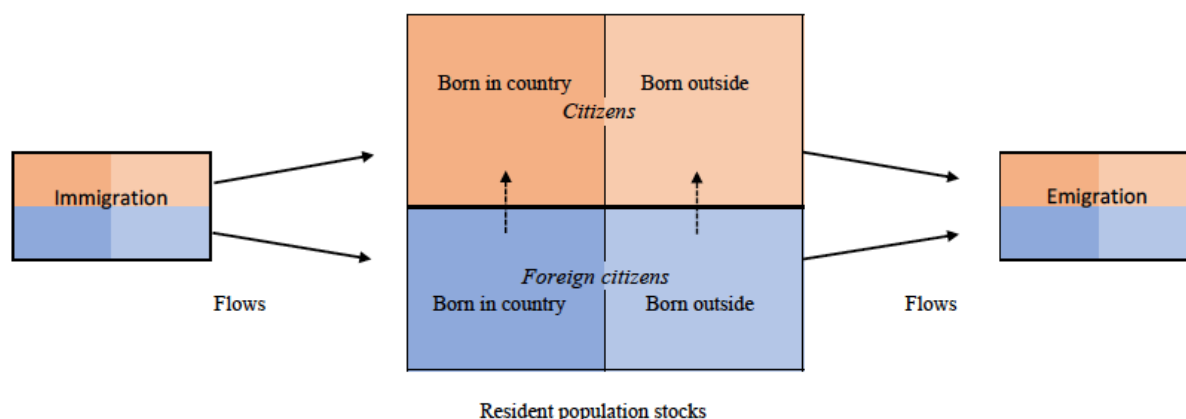 Born in country
Born outside
Citizens
Immigration
Emigration
Foreign citizens
Born in country
Born outside
Flows
Flows
Resident population stocks